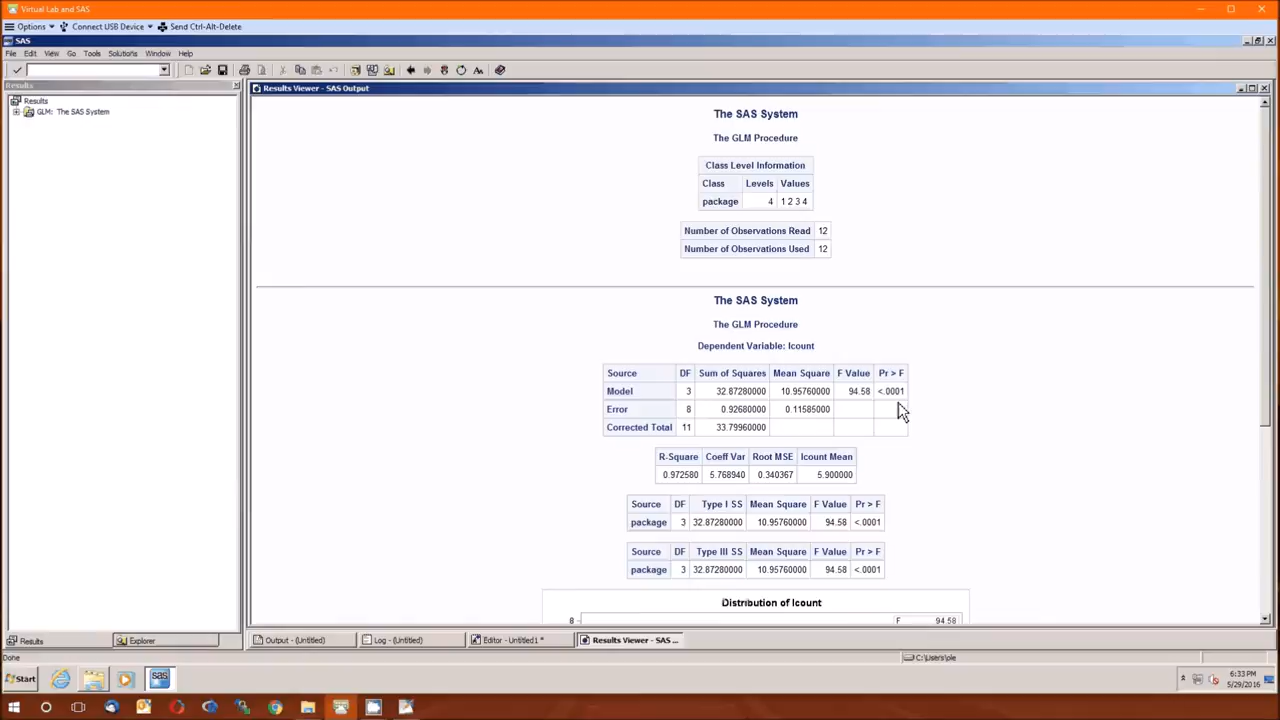 Virtual Lab and SAS
Options Connect USB Device Send Ctrl-Alt-Delete
SAS
File Edit View Go Tools Solutions Window Help
Results
Results
GLM: The SAS System
Results Viewer - SAS Output
The SAS System
The GLM Procedure
Class Level Information
Class Levels Values
package 4 1 2 3 4
Number of Observations Read 12
Number of Observations Used 12
The SAS System
The GLM Procedure
Dependent Variable: lcount
Source DF Sum of Squares Mean Square F Value Pr > F
Model 3 32.87280000 10.95760000 94.58 <.0001
Error 8 0.92680000 0.11585000
Corrected Total 11 33.79960000
R-Square Coeff Var Root MSE lcount Mean
0.972580 5.768940 0.340367 5.900000
Source DF Type I SS Mean Square F Value Pr > F
package 3 32.87280000 10.95760000 94.58 <.0001
Source DF Type III SS Mean Square F Value Pr > F
package 3 32.87280000 10.95760000 94.58 <.0001
Distribution of lcount
8 F 94.58
Results Explorer Output - (Untitled) Log - (Untitled) Editor - Untitled1 * Results Viewer - SAS ...
Done C:\Users\ole
Start sas 6:33 PM
5/29/2016